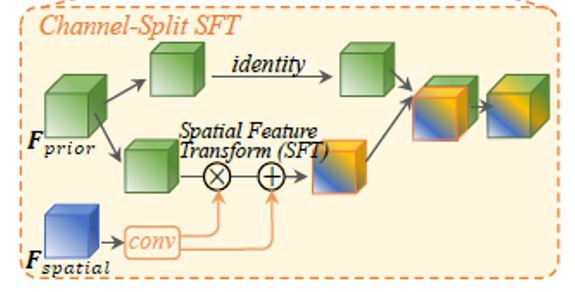 Channel-Split SFT
identity
F prior
Spatial Feature
Transform (SFT)
×
+
conv
F spatial